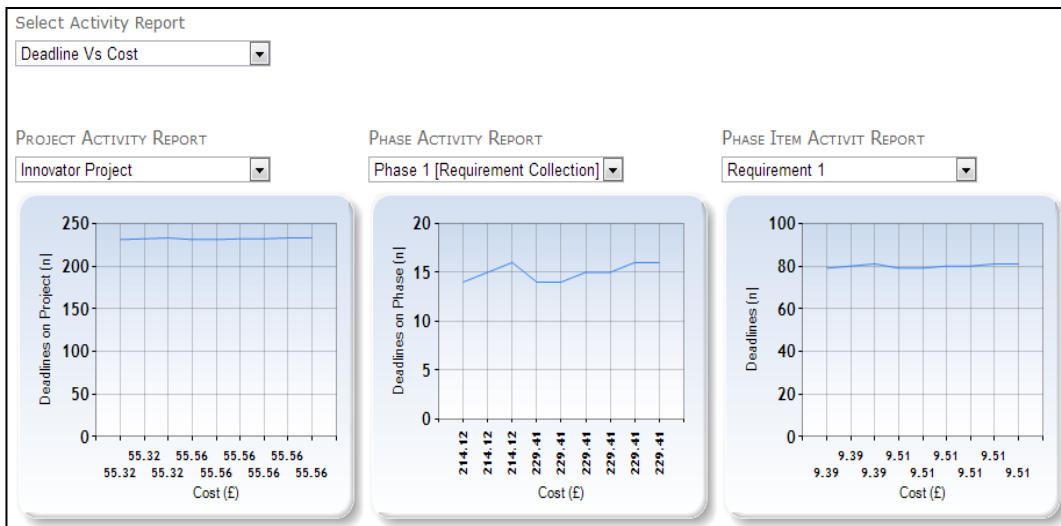 Select Activity Report
Deadline Vs Cost
PROJECT ACTIVITY REPORT
Innovator Project
PHASE ACTIVITY REPORT
Phase 1 [Requirement Collection]
PHASE ITEM ACTIVIT REPORT
Requirement 1
Deadlines on Project [n]
250
200
150
100
50
0
55.32 55.56 55.56 55.56
55.32 55.32 55.56 55.56 55.56
Cost (£)
Deadlines on Phase [n]
20
15
10
5
0
214.12 214.12 214.12 229.41 229.41 229.41 229.41 229.41 229.41
Cost (£)
Deadlines [n]
100
80
60
40
20
0
9.39 9.51 9.51 9.51
9.39 9.39 9.51 9.51 9.51
Cost (£)